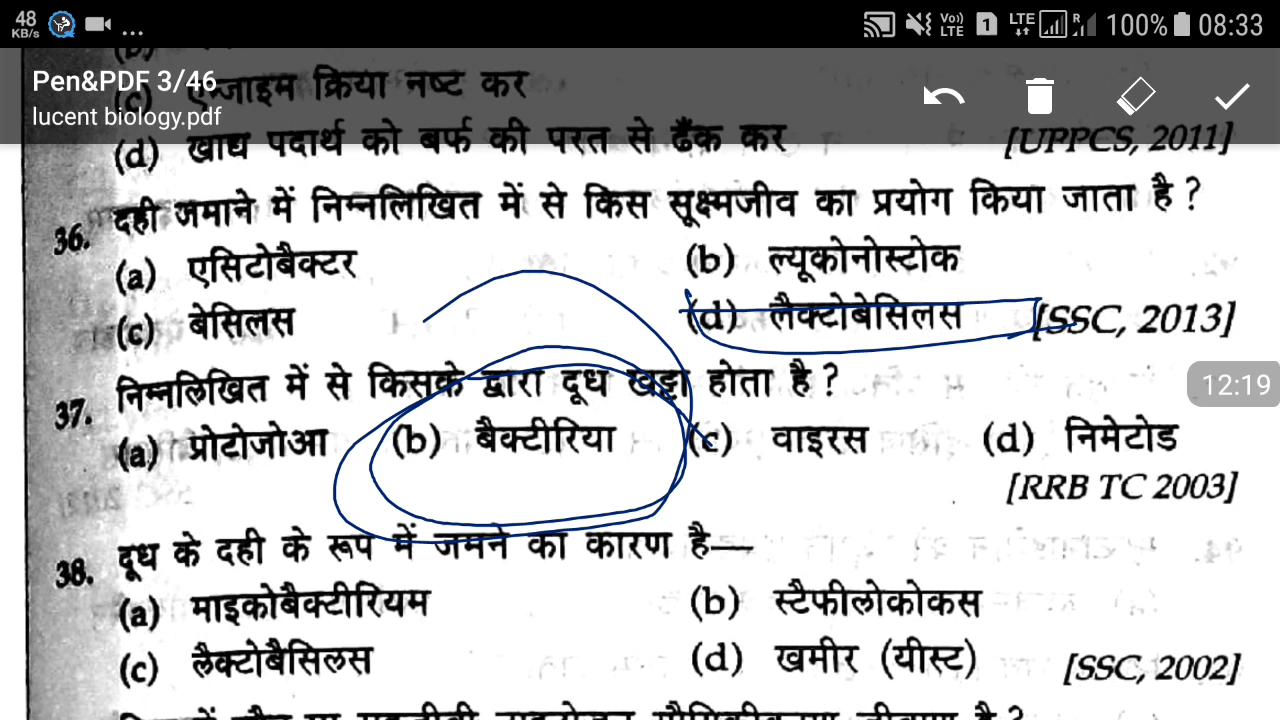 48 KB/s ... Vo) LTE 1 LTE R 100% 08:33
(b)
Pen&PDF 3/46
(c) एन्जाइम क्रिया नष्ट कर
lucent biology.pdf
(d) खाद्य पदार्थ को बर्फ की परत से ढँक कर [UPPCS, 2011]
36. दही जमाने में निम्नलिखित में से किस सूक्ष्मजीव का प्रयोग किया जाता है ?
(a) एसिटोबैक्टर (b) ल्यूकोनोस्टोक
(c) बेसिलस (d) लैक्टोबेसिलस [SSC, 2013]
12:19
37. निम्नलिखित में से किसके द्वारा दूध खट्टा होता है ?
(a) प्रोटोजोआ (b) बैक्टीरिया (c) वाइरस (d) निमेटोड
[RRB TC 2003]
38. दूध के दही के रूप में जमने का कारण है—
(a) माइकोबैक्टीरियम (b) स्टैफीलोकोकस
(c) लैक्टोबैसिलस (d) खमीर (यीस्ट) [SSC, 2002]